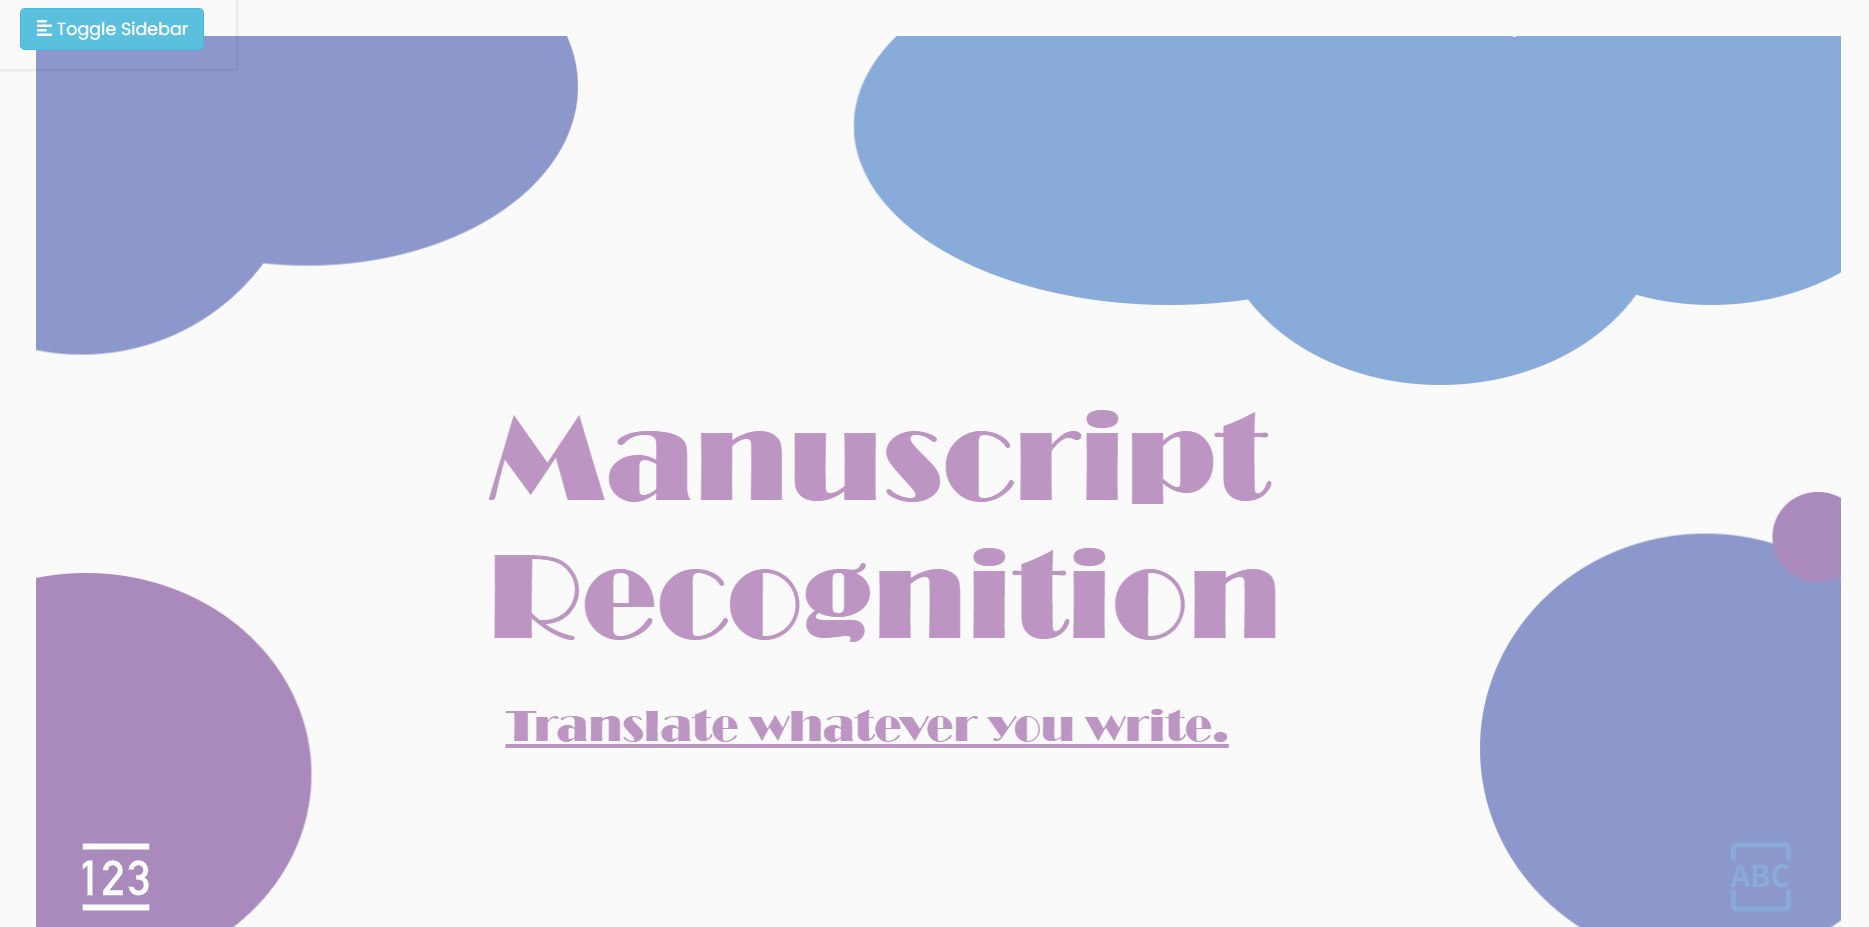 Toggle Sidebar
Manuscript
Recognition
Translate whatever you write.
123
ABC